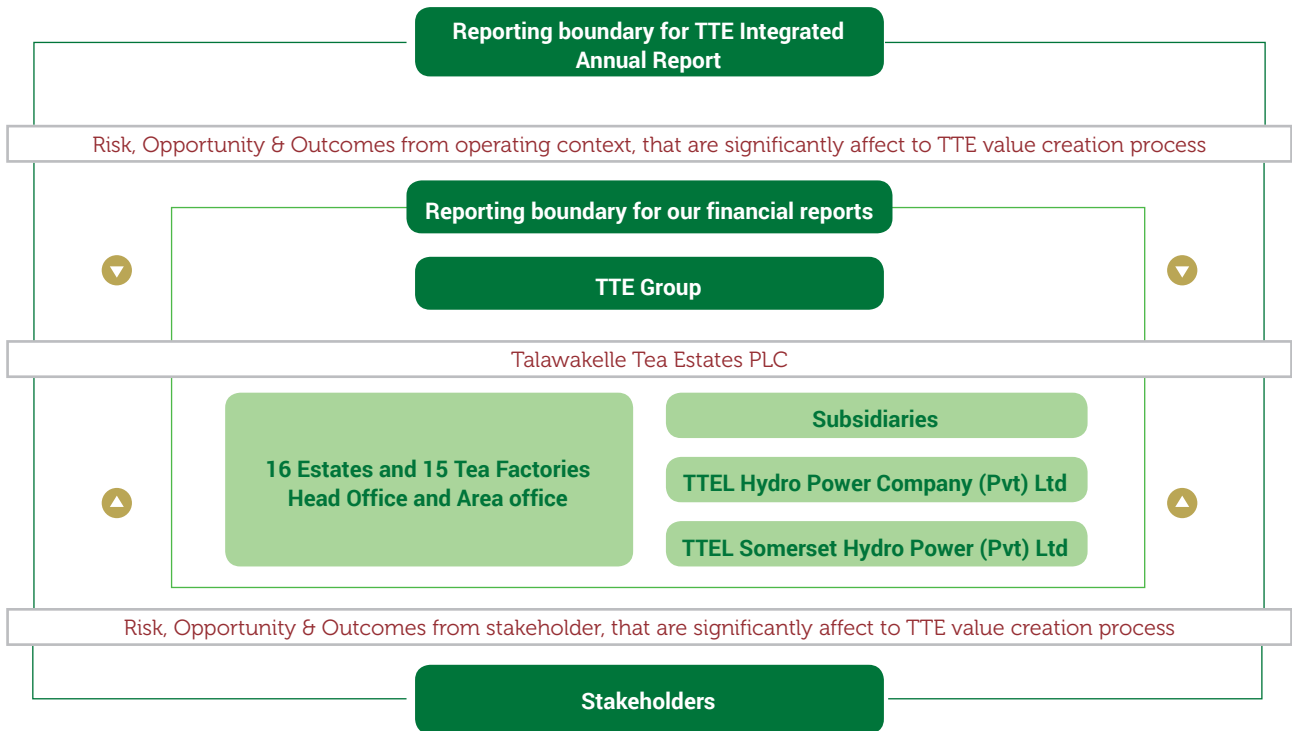 Reporting boundary for TTE Integrated
Annual Report
Risk, Opportunity & Outcomes from operating context, that are significantly affect to TTE value creation process
Reporting boundary for our financial reports
TTE Group
Talawakelle Tea Estates PLC
16 Estates and 15 Tea Factories
Head Office and Area office
Subsidiaries
TTEL Hydro Power Company (Pvt) Ltd
TTEL Somerset Hydro Power (Pvt) Ltd
Risk, Opportunity & Outcomes from stakeholder, that are significantly affect to TTE value creation process
Stakeholders